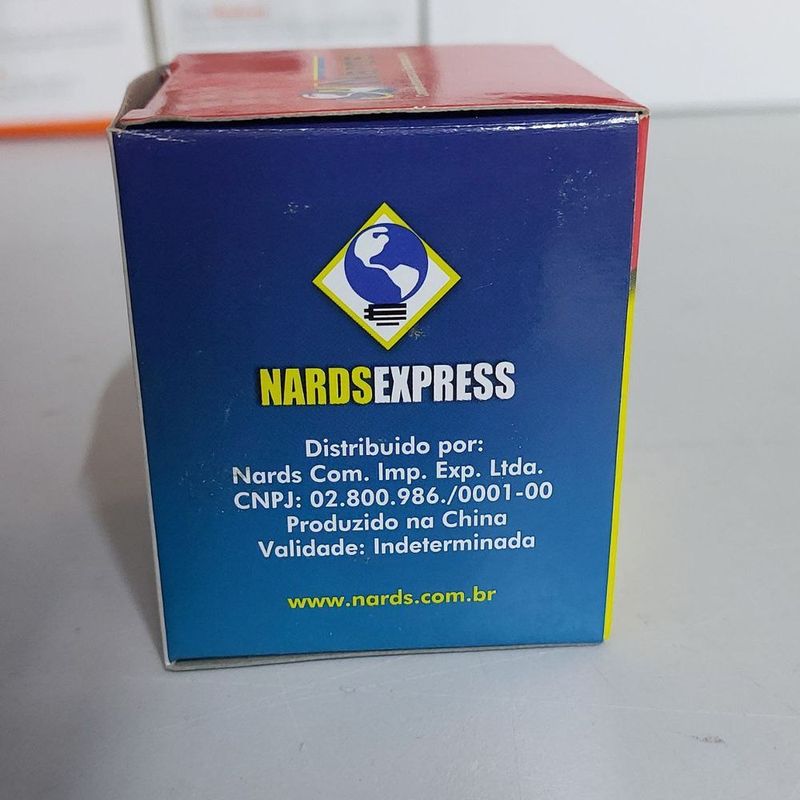 NARDSEXPRESS
Distribuido por:
Nards Com. Imp. Exp. Ltda.
CNPJ: 02.800.986./0001-00
Produzido na China
Validade: Indeterminada
www.nards.com.br